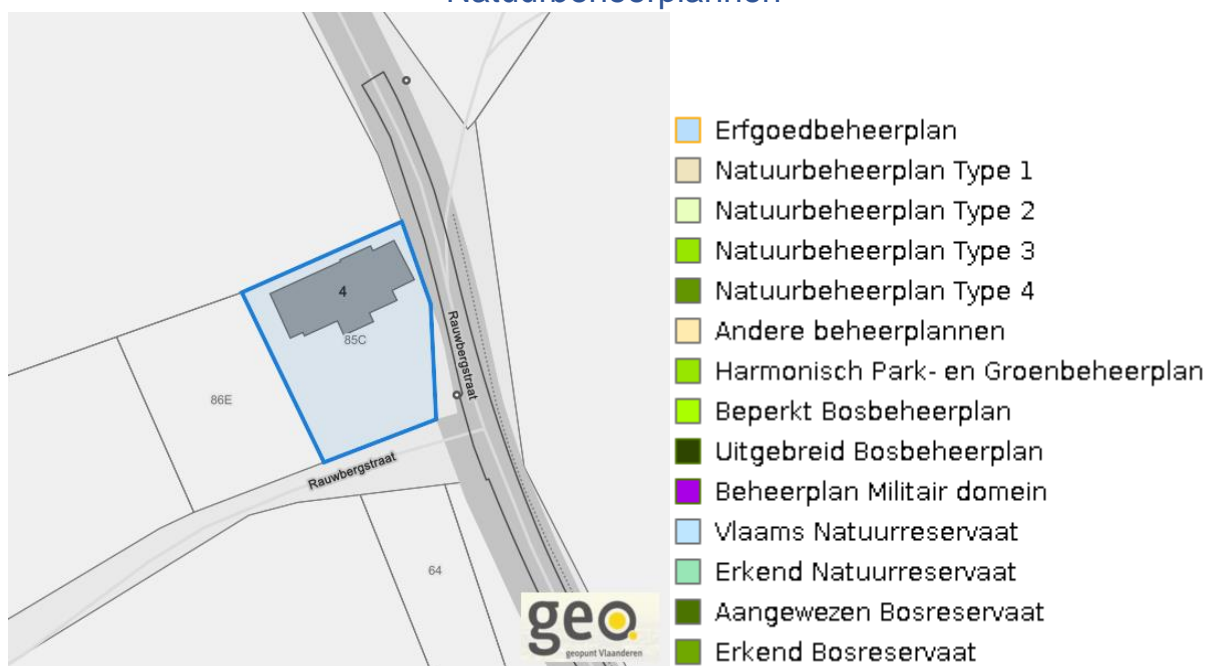 Natuurbeheerplannen
4
85C
86E
64
Rauwbergstraat
Rauwbergstraat
geo
geopunt Vlaanderen
Erfgoedbeheerplan
Natuurbeheerplan Type 1
Natuurbeheerplan Type 2
Natuurbeheerplan Type 3
Natuurbeheerplan Type 4
Andere beheerplannen
Harmonisch Park- en Groenbeheerplan
Beperkt Bosbeheerplan
Uitgebreid Bosbeheerplan
Beheerplan Militair domein
Vlaams Natuurreservaat
Erkend Natuurreservaat
Aangewezen Bosreservaat
Erkend Bosreservaat